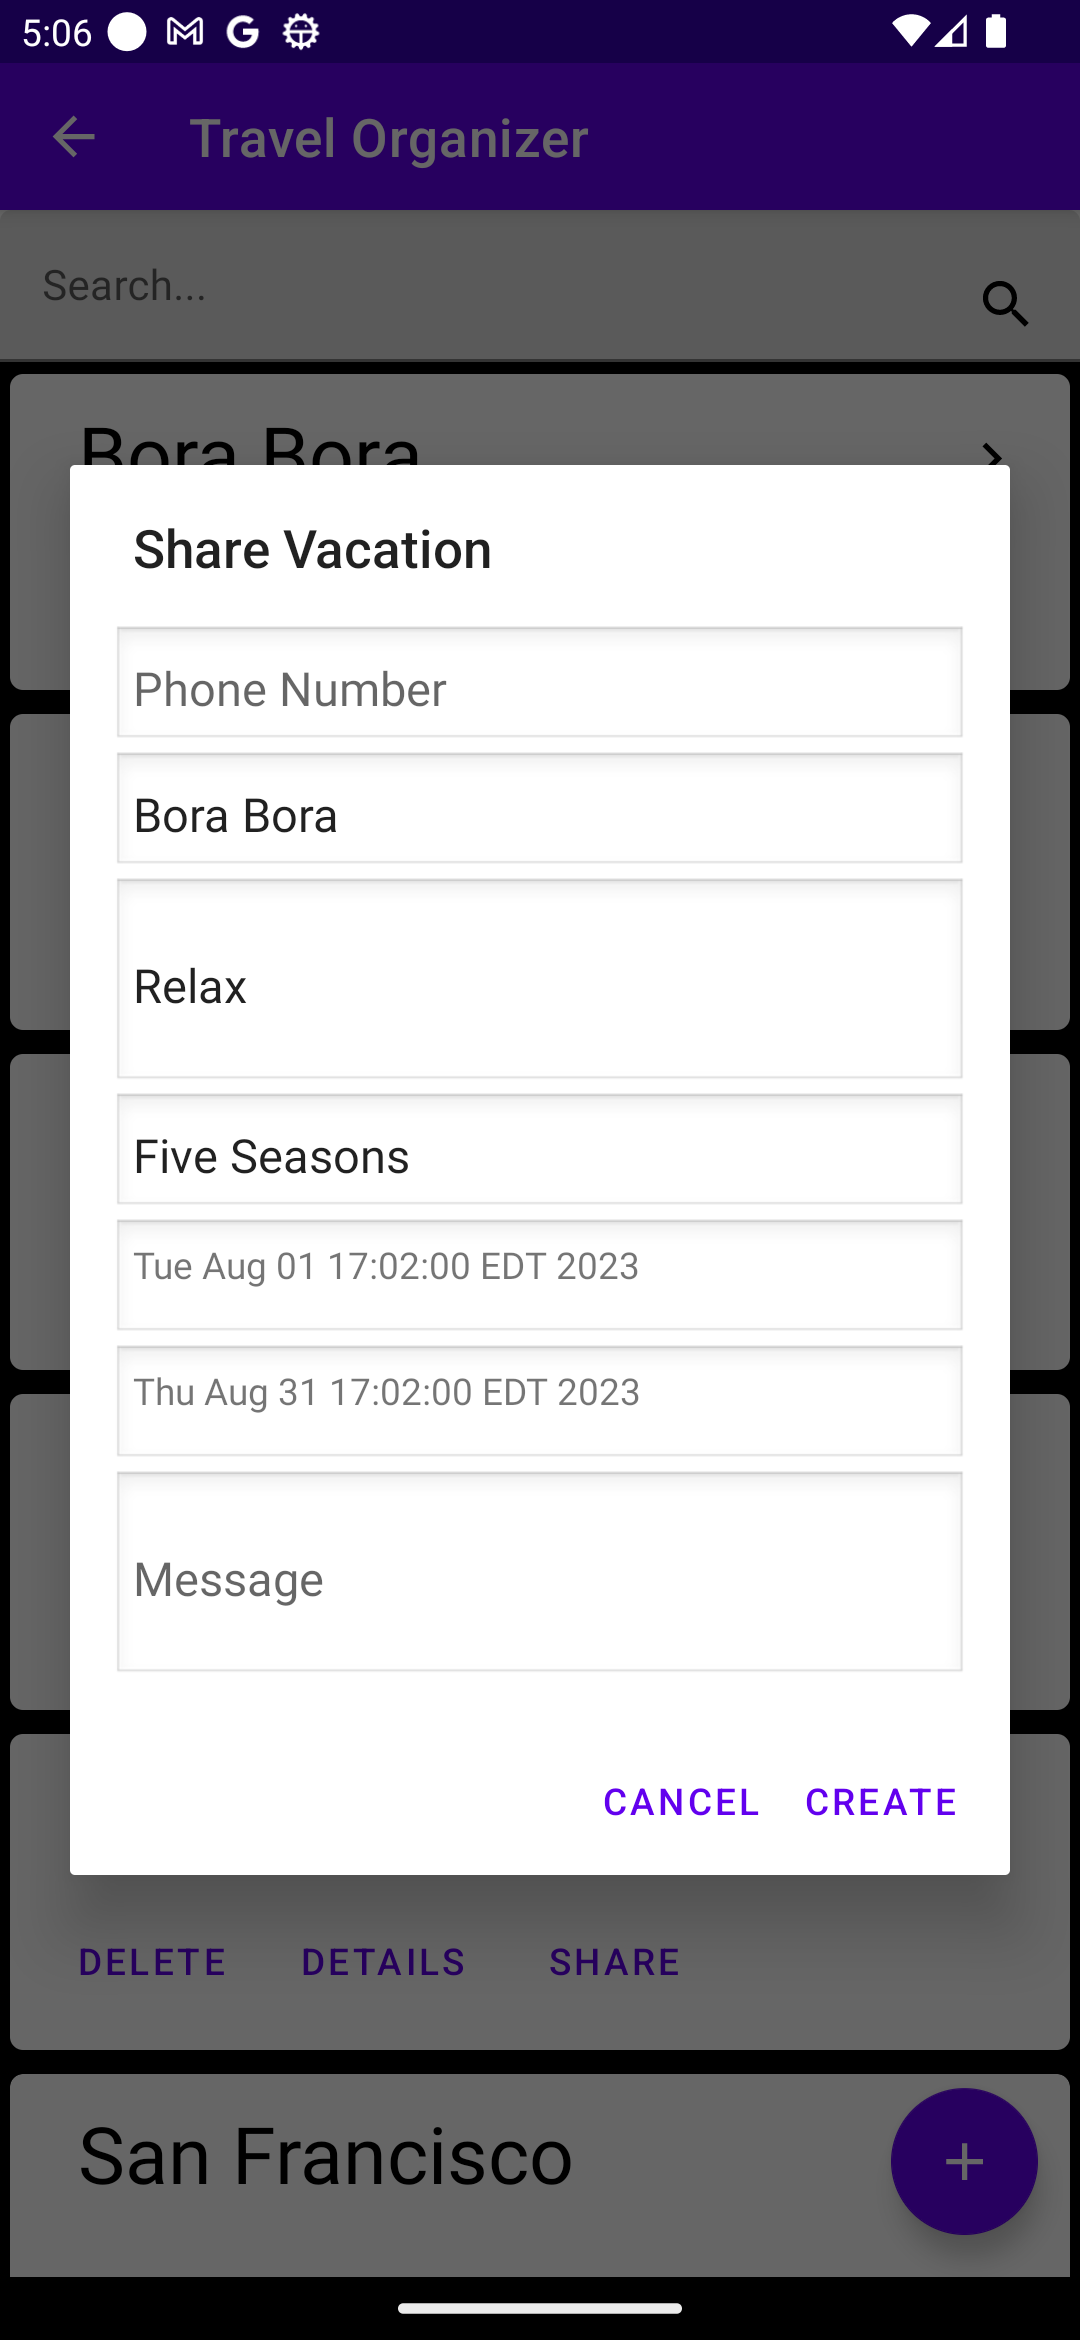 5:06
Travel Organizer
Search...
Bora Bora
Share Vacation
Phone Number
Bora Bora
Relax
Five Seasons
Tue Aug 01 17:02:00 EDT 2023
Thu Aug 31 17:02:00 EDT 2023
Message
CANCEL CREATE
DELETE DETAILS SHARE
San Francisco